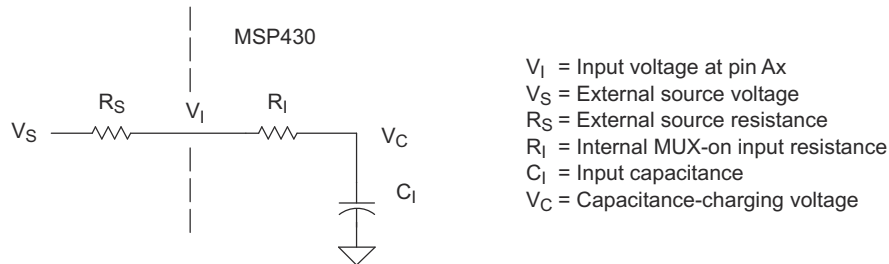 MSP430
R_S
V_I
R_I
V_S
V_C
C_I
V_I = Input voltage at pin Ax
V_S = External source voltage
R_S = External source resistance
R_I = Internal MUX-on input resistance
C_I = Input capacitance
V_C = Capacitance-charging voltage